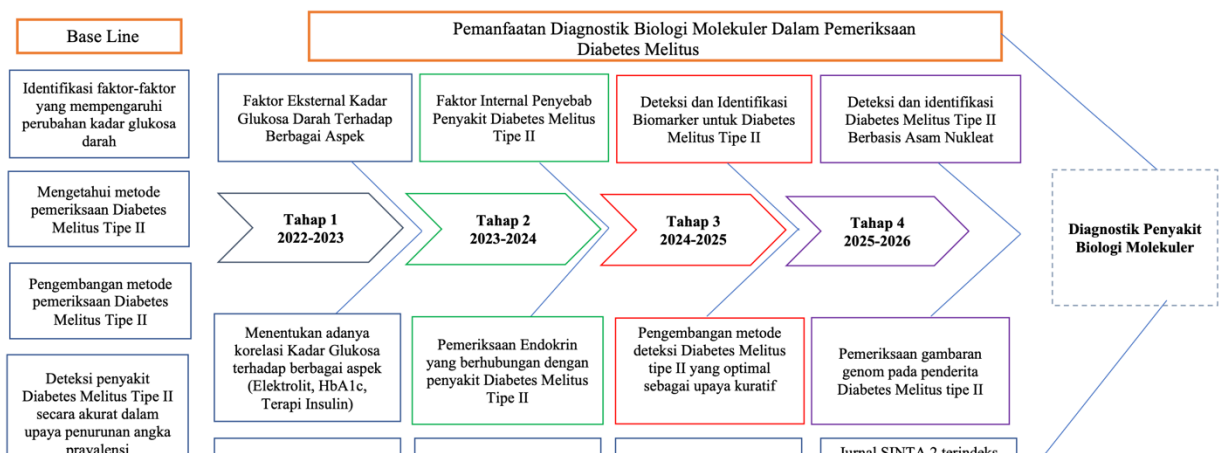 Base Line
Pemanfaatan Diagnostik Biologi Molekuler Dalam Pemeriksaan
Diabetes Melitus
Identifikasi faktor-faktor
yang mempengaruhi
perubahan kadar glukosa
darah
Mengetahui metode
pemeriksaan Diabetes
Melitus Tipe II
Pengembangan metode
pemeriksaan Diabetes
Melitus Tipe II
Deteksi penyakit
Diabetes Melitus Tipe II
secara akurat dalam
upaya penurunan angka
pravalensi
Faktor Eksternal Kadar
Glukosa Darah Terhadap
Berbagai Aspek
Faktor Internal Penyebab
Penyakit Diabetes Melitus
Tipe II
Deteksi dan Identifikasi
Biomarker untuk Diabetes
Melitus Tipe II
Deteksi dan identifikasi
Diabetes Melitus Tipe II
Berbasis Asam Nukleat
Tahap 1
2022-2023
Tahap 2
2023-2024
Tahap 3
2024-2025
Tahap 4
2025-2026
Diagnostik Penyakit
Biologi Molekuler
Menentukan adanya
korelasi Kadar Glukosa
terhadap berbagai aspek
(Elektrolit, HbA1c,
Terapi Insulin)
Pemeriksaan Endokrin
yang berhubungan dengan
penyakit Diabetes Melitus
Tipe II
Pengembangan metode
deteksi Diabetes Melitus
tipe II yang optimal
sebagai upaya kuratif
Pemeriksaan gambaran
genom pada penderita
Diabetes Melitus tipe II
Jurnal SINTA 2 terindeks